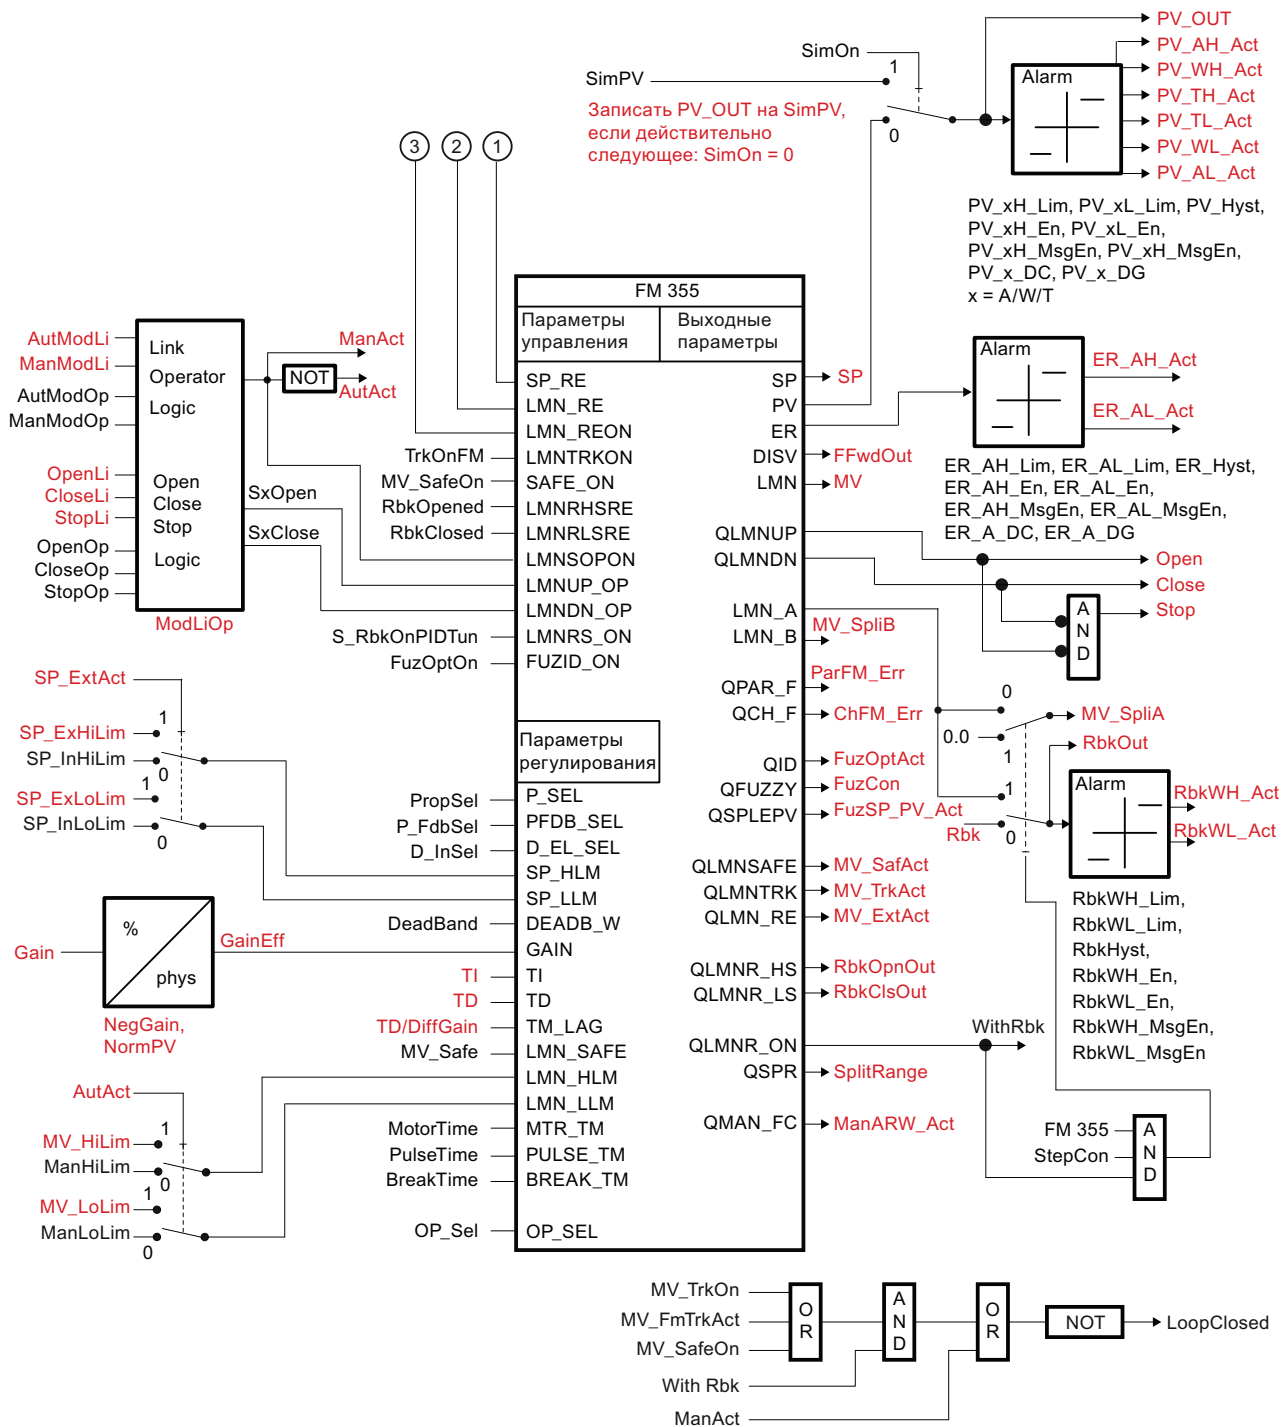 PV_OUT
PV_AH_Act
SimOn
SimPV
1
PV_WH_Act
Alarm
PV_TH_Act
Записать PV_OUT на SimPV,
если действительно
следующее: SimOn = 0
0
PV_TL_Act
PV_WL_Act
PV_AL_Act
3
2
1
PV_xH_Lim, PV_xL_Lim, PV_Hyst,
PV_xH_En, PV_xL_En,
PV_xH_MsgEn, PV_xH_MsgEn,
PV_x_DC, PV_x_DG
x = A/W/T
FM 355
Параметры
управления
Выходные
параметры
AutModLi
ManModLi
AutModOp
ManModOp
Link
Operator
Logic
ManAct
NOT
AutAct
OpenLi
CloseLi
StopLi
OpenOp
CloseOp
StopOp
Open
Close
Stop
Logic
SxOpen
SxClose
ModLiOp
SP_RE
LMN_RE
LMN_REON
TrkOnFM
LMNTRKON
MV_SafeOn
SAFE_ON
RbkOpened
LMNRHSRE
RbkClosed
LMNRLSRE
LMNSOPON
LMNUP_OP
LMNDN_OP
S_RbkOnPIDTun
LMNRS_ON
FuzOptOn
FUZID_ON
SP
SP
PV
ER
DISV
FFwdOut
LMN
MV
QLMNUP
QLMNDN
LMN_A
LMN_B
MV_SpliB
QPAR_F
ParFM_Err
QCH_F
ChFM_Err
QID
FuzOptAct
QFUZZY
FuzCon
QSPLEPV
FuzSP_PV_Act
QLMNSAFE
MV_SafAct
QLMNTRK
MV_TrkAct
QLMN_RE
MV_ExtAct
QLMNR_HS
RbkOpnOut
QLMNR_LS
RbkClsOut
QLMNR_ON
WithRbk
QSPR
SplitRange
QMAN_FC
ManARW_Act
Alarm
ER_AH_Act
ER_AL_Act
ER_AH_Lim, ER_AL_Lim, ER_Hyst,
ER_AH_En, ER_AL_En,
ER_AH_MsgEn, ER_AL_MsgEn,
ER_A_DC, ER_A_DG
Open
Close
Stop
A
N
D
0
0.0
1
MV_SpliA
RbkOut
1
Rbk
0
Alarm
RbkWH_Act
RbkWL_Act
RbkWH_Lim,
RbkWL_Lim,
RbkHyst,
RbkWH_En,
RbkWL_En,
RbkWH_MsgEn,
RbkWL_MsgEn
FM 355
StepCon
A
N
D
SP_ExtAct
SP_ExHiLim
1
SP_InHiLim
0
SP_ExLoLim
1
SP_InLoLim
0
Параметры
регулирования
PropSel
P_SEL
P_FdbSel
PFDB_SEL
D_InSel
D_EL_SEL
SP_HLM
SP_LLM
DeadBand
DEADB_W
GAIN
TI
TI
TD
TD
TD/DiffGain
TM_LAG
MV_Safe
LMN_SAFE
LMN_HLM
LMN_LLM
MotorTime
MTR_TM
PulseTime
PULSE_TM
BreakTime
BREAK_TM
OP_Sel
OP_SEL
Gain
%
phys
GainEff
NegGain,
NormPV
AutAct
MV_HiLim
1
ManHiLim
0
MV_LoLim
1
ManLoLim
0
MV_TrkOn
MV_FmTrkAct
MV_SafeOn
O
R
A
N
D
O
R
NOT
LoopClosed
With Rbk
ManAct